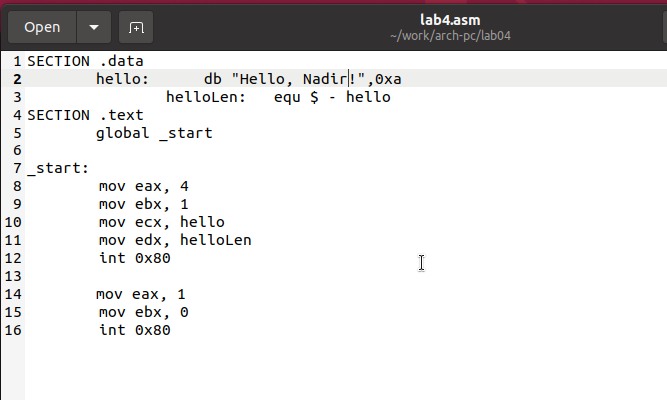 Open
lab4.asm
~/work/arch-pc/lab04
1 SECTION .data
2 hello: db "Hello, Nadir!",0xa
3 helloLen: equ $ - hello
4 SECTION .text
5 global _start
6
7 _start:
8 mov eax, 4
9 mov ebx, 1
10 mov ecx, hello
11 mov edx, helloLen
12 int 0x80
13
14 mov eax, 1
15 mov ebx, 0
16 int 0x80